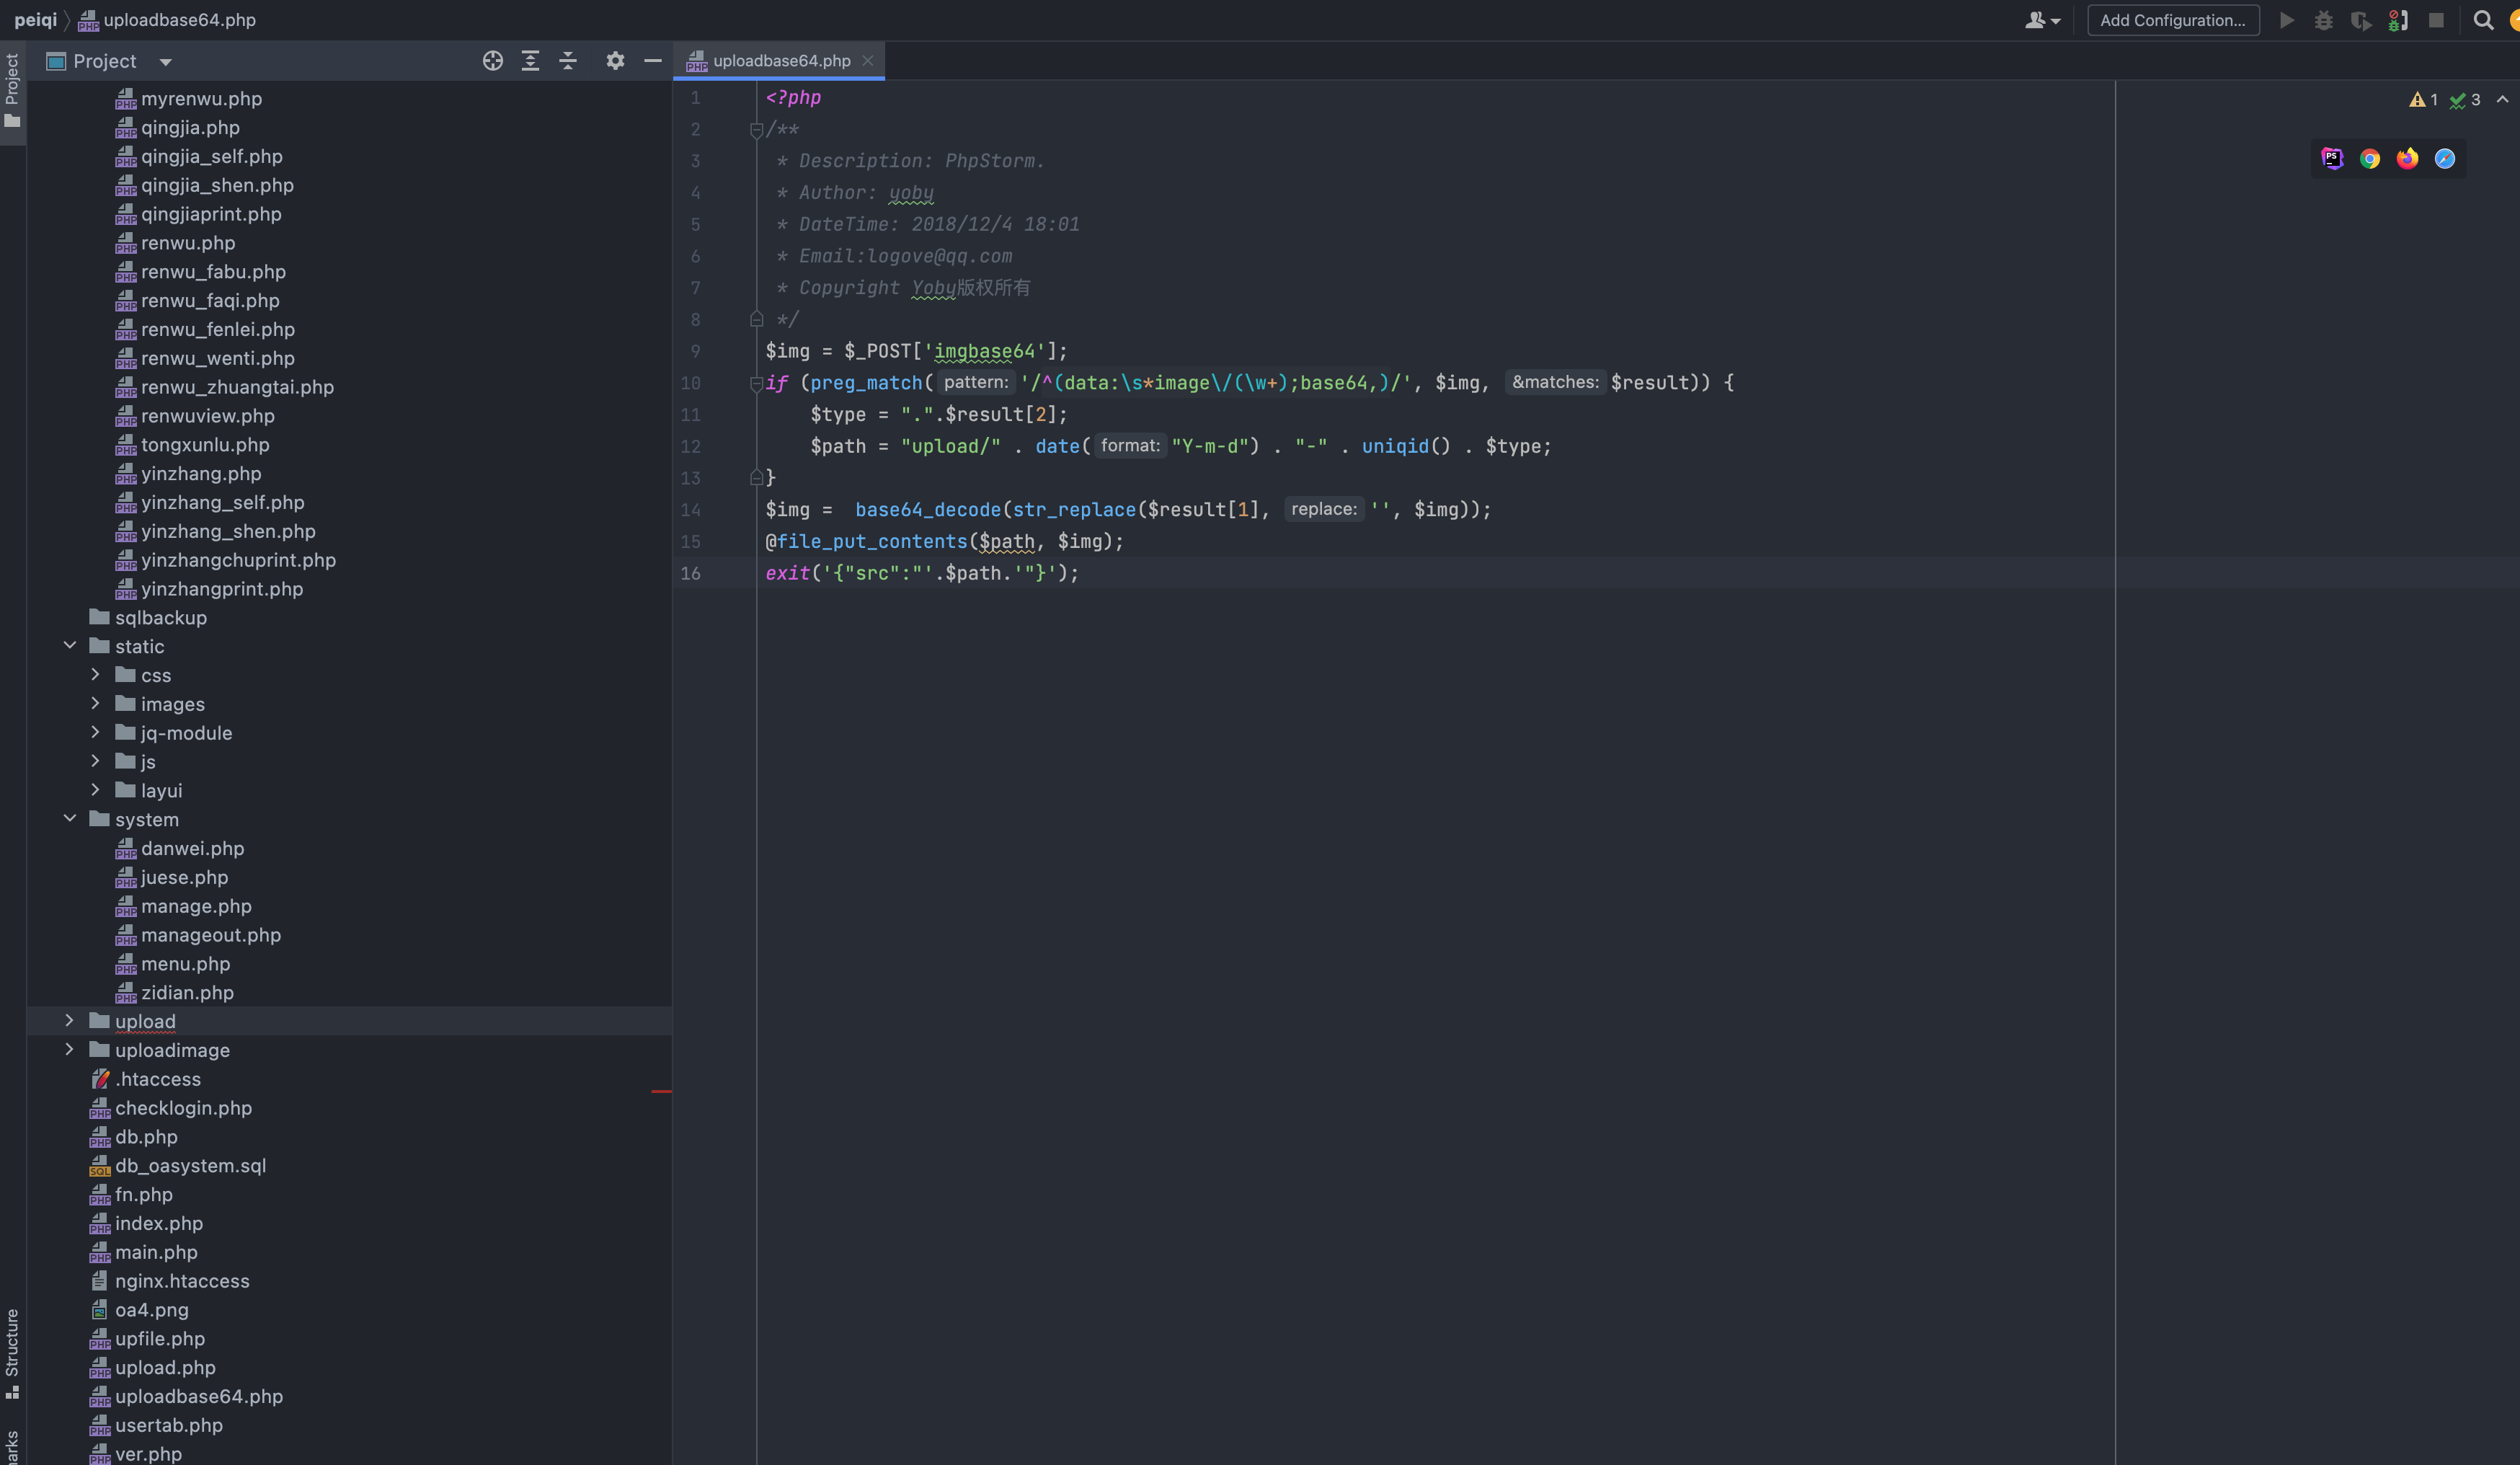 peiqi uploadbase64.php
Add Configuration...
Project
Project
uploadbase64.php
myrenwu.php
qingjia.php
qingjia_self.php
qingjia_shen.php
qingjiaprint.php
renwu.php
renwu_fabu.php
renwu_faqi.php
renwu_fenlei.php
renwu_wenti.php
renwu_zhuangtai.php
renwuview.php
tongxunlu.php
yinzhang.php
yinzhang_self.php
yinzhang_shen.php
yinzhangchuprint.php
yinzhangprint.php
sqlbackup
static
css
images
jq-module
js
layui
system
danwei.php
juese.php
manage.php
manageout.php
menu.php
zidian.php
upload
uploadimage
.htaccess
checklogin.php
db.php
db_oasystem.sql
fn.php
index.php
main.php
nginx.htaccess
oa4.png
upfile.php
upload.php
uploadbase64.php
usertab.php
ver.php
Structure
1 <?php
2 /**
3 * Description: PhpStorm.
4 * Author: yoby
5 * DateTime: 2018/12/4 18:01
6 * Email:logove@qq.com
7 * Copyright Yoby版权所有
8 */
9 $img = $_POST['imgbase64'];
10 if (preg_match( pattern: '/^(data:\s*image\/(\w+);base64,)/', $img, &matches: $result)) {
11 $type = ".".$result[2];
12 $path = "upload/" . date( format: "Y-m-d") . "-" . uniqid() . $type;
13 }
14 $img =  base64_decode(str_replace($result[1], replace: '', $img));
15 @file_put_contents($path, $img);
16 exit('{"src":"'.$path.'"}');
1 3